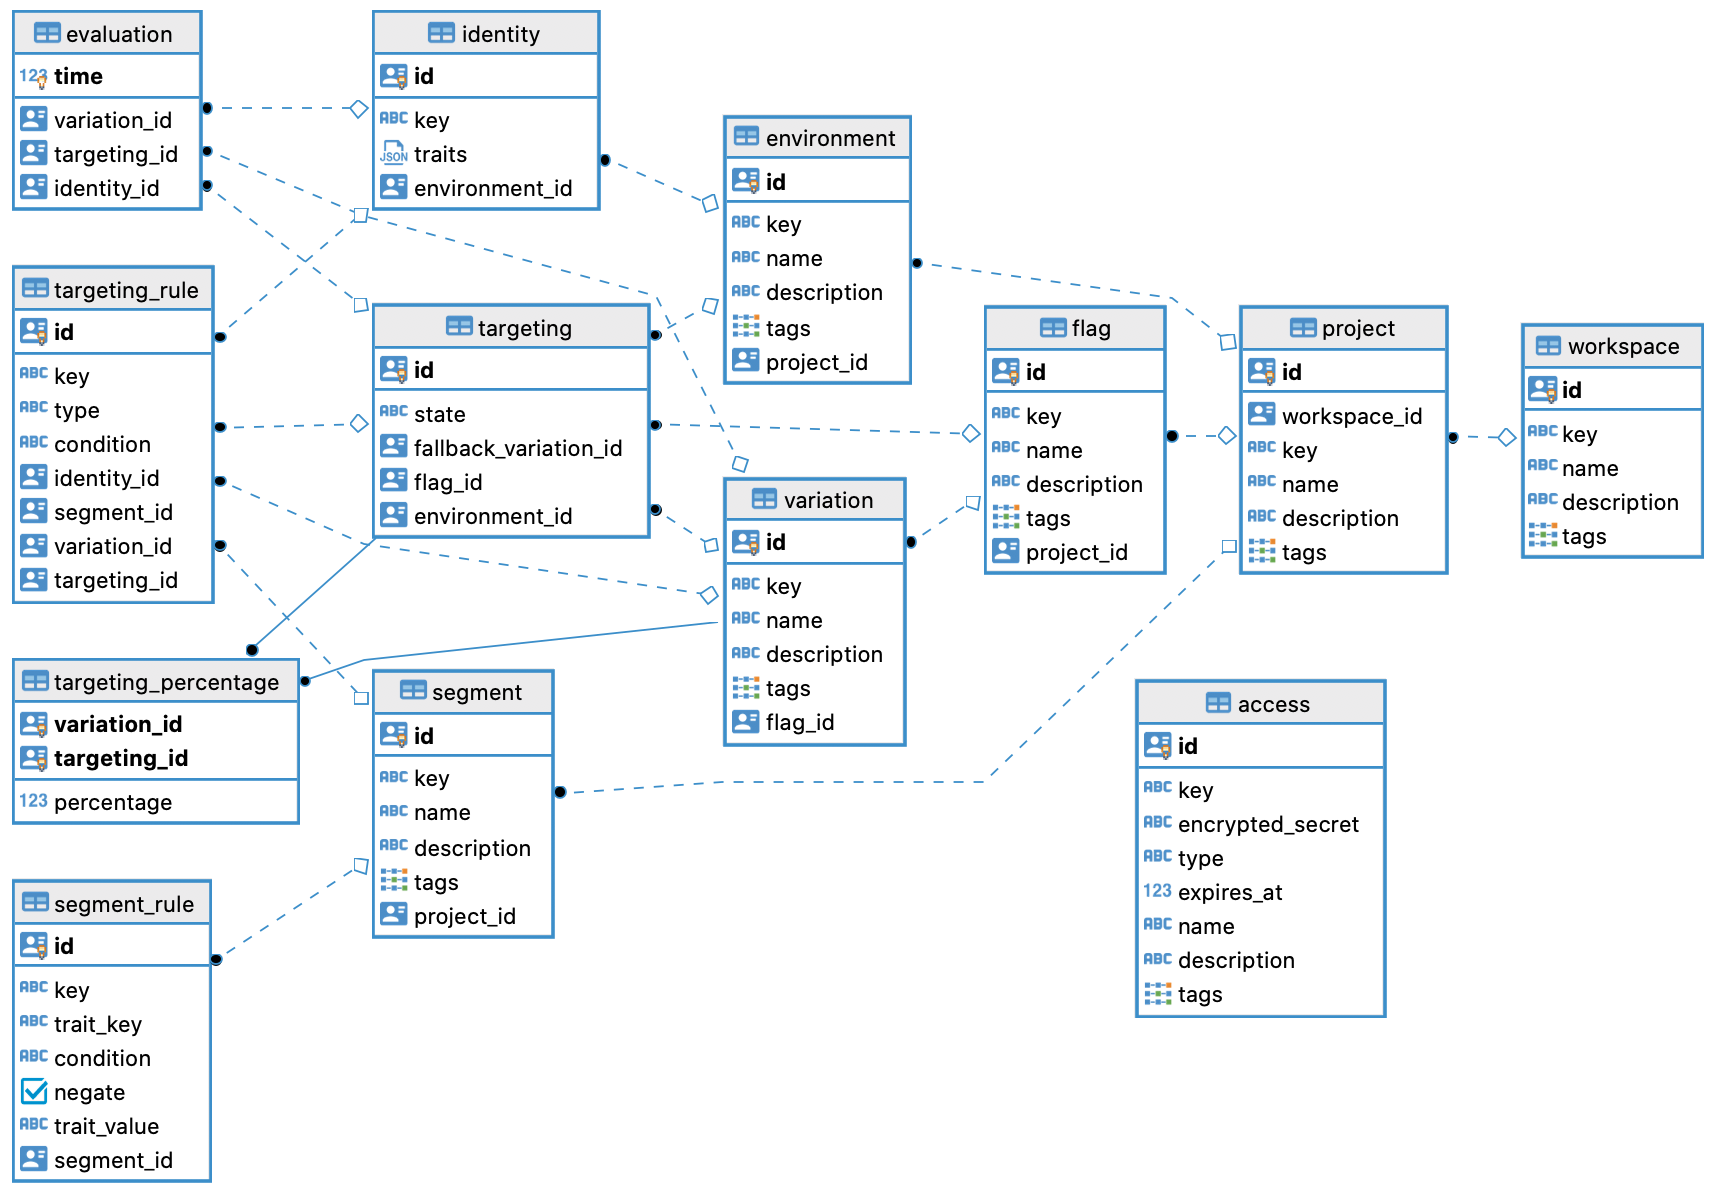 evaluation
123 time
variation_id
targeting_id
identity_id
identity
id
ABC key
JSON traits
environment_id
environment
id
ABC key
ABC name
ABC description
tags
project_id
targeting_rule
id
ABC key
ABC type
ABC condition
identity_id
segment_id
variation_id
targeting_id
targeting
id
ABC state
fallback_variation_id
flag_id
environment_id
flag
id
ABC key
ABC name
ABC description
tags
project_id
project
id
workspace_id
ABC key
ABC name
ABC description
tags
workspace
id
ABC key
ABC name
ABC description
tags
variation
id
ABC key
ABC name
ABC description
tags
flag_id
targeting_percentage
variation_id
targeting_id
123 percentage
segment
id
ABC key
ABC name
ABC description
tags
project_id
access
id
ABC key
ABC encrypted_secret
ABC type
123 expires_at
ABC name
ABC description
tags
segment_rule
id
ABC key
ABC trait_key
ABC condition
negate
ABC trait_value
segment_id